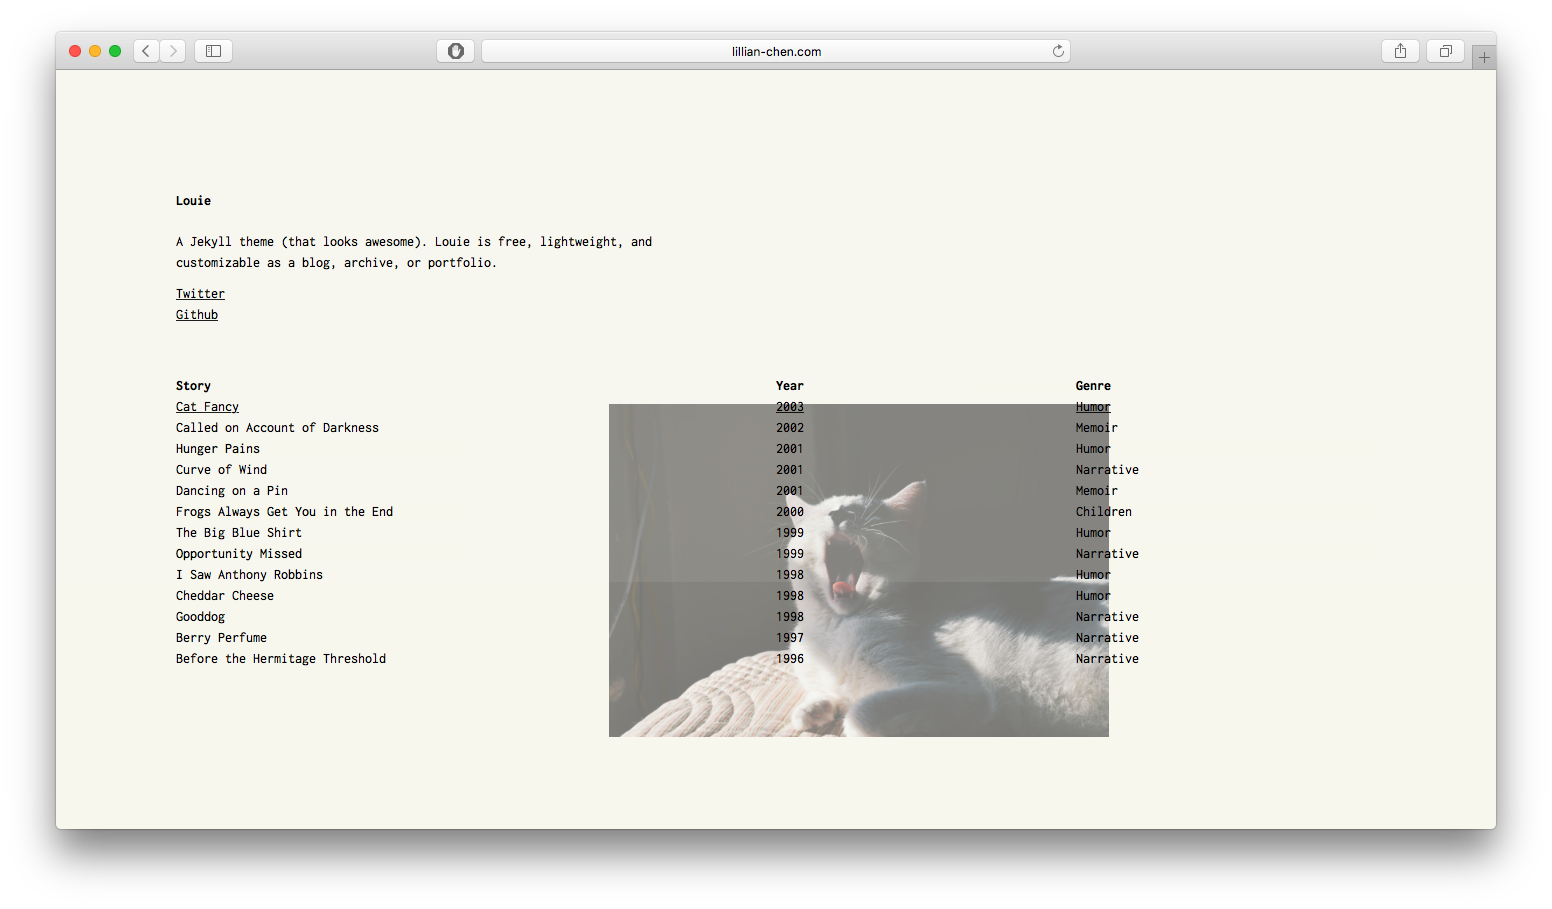 lillian-chen.com
Louie
A Jekyll theme (that looks awesome). Louie is free, lightweight, and
customizable as a blog, archive, or portfolio.
Twitter
Github
Story Year Genre
Cat Fancy 2003 Humor
Called on Account of Darkness 2002 Memoir
Hunger Pains 2001 Humor
Curve of Wind 2001 Narrative
Dancing on a Pin 2001 Memoir
Frogs Always Get You in the End 2000 Children
The Big Blue Shirt 1999 Humor
Opportunity Missed 1999 Narrative
I Saw Anthony Robbins 1998 Humor
Cheddar Cheese 1998 Humor
Gooddog 1998 Narrative
Berry Perfume 1997 Narrative
Before the Hermitage Threshold 1996 Narrative